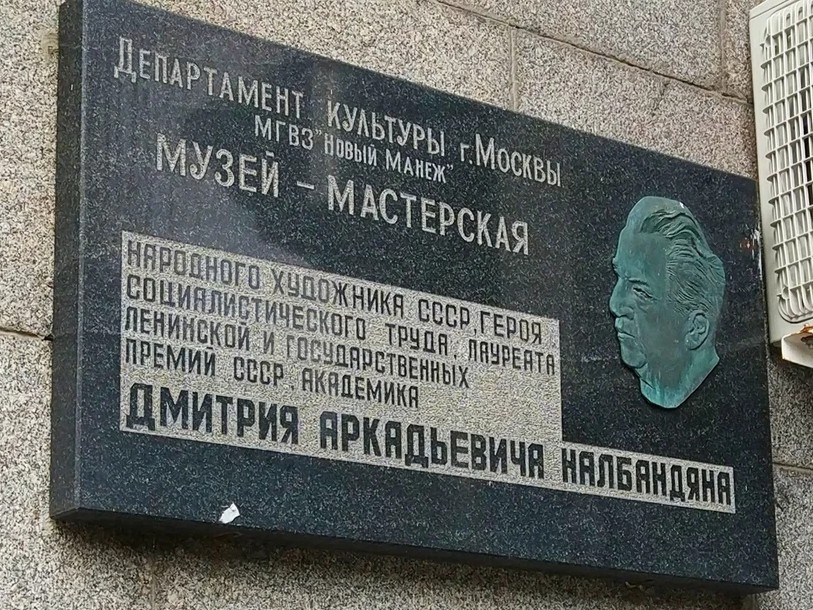 Департамент культуры г.Москвы
МГВЗ "Новый Манеж"
МУЗЕЙ - МАСТЕРСКАЯ
НАРОДНОГО ХУДОЖНИКА СССР, ГЕРОЯ
СОЦИАЛИСТИЧЕСКОГО ТРУДА, ЛАУРЕАТА
ЛЕНИНСКОЙ И ГОСУДАРСТВЕННЫХ
ПРЕМИЙ СССР, АКАДЕМИКА
ДМИТРИЯ АРКАДЬЕВИЧА НАЛБАНДЯНА